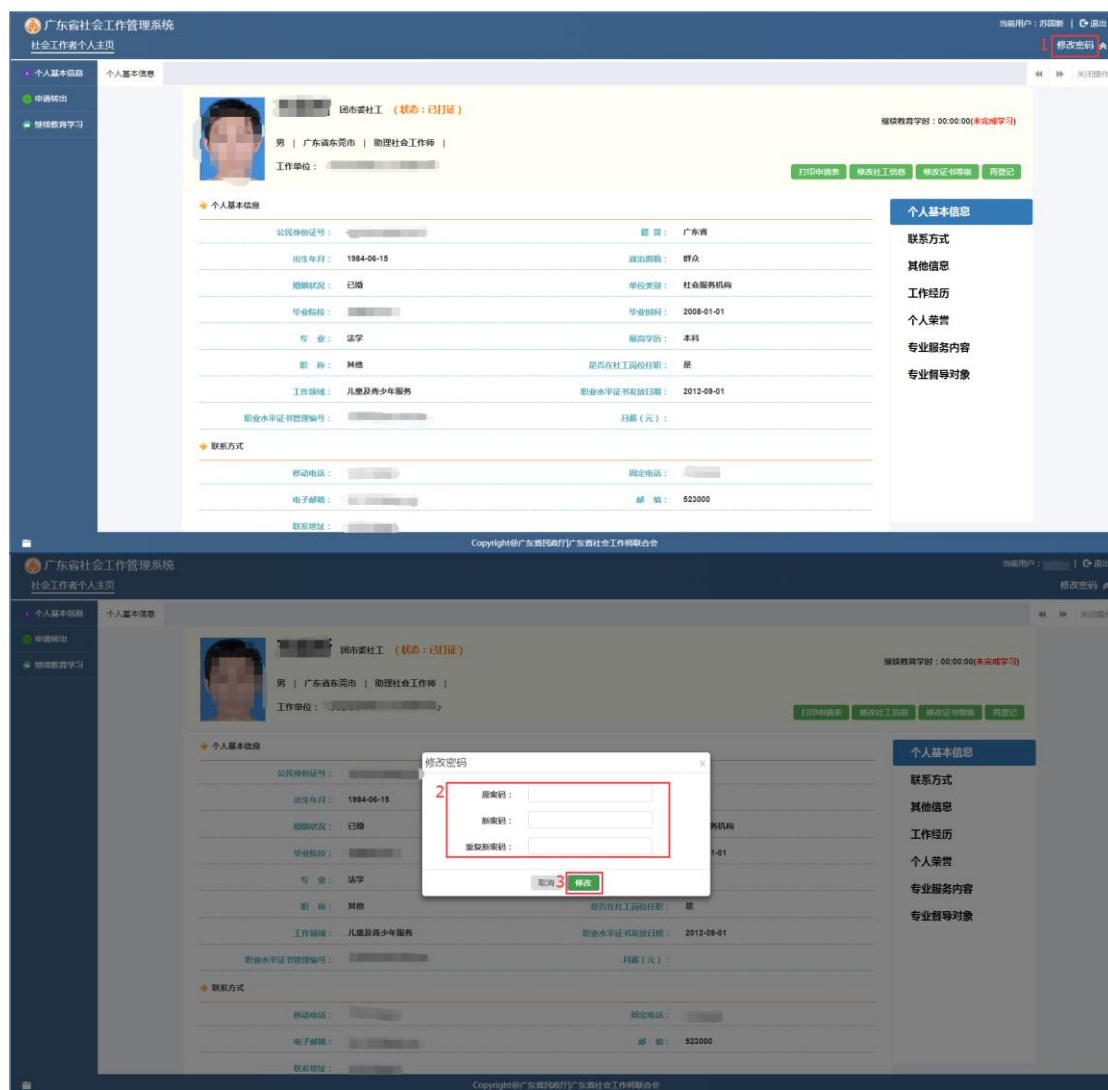 广东省社会工作管理系统
当前用户：苏国新 | 退出
社会工作者个人主页
1 修改密码
个人基本信息 个人基本信息 关闭操作
申请转出
继续教育学习
团市委社工 （状态：已打证）
继续教育学时：00:00:00(未完成学习)
男 | 广东省东莞市 | 助理社会工作师 |
工作单位：
打印申请表 修改社工信息 修改证书等级 再登记
个人基本信息
个人基本信息
公民身份证号： 籍 贯： 广东省
联系方式
出生年月： 1984-06-15 政治面貌： 群众
其他信息
婚姻状况： 已婚 单位类别： 社会服务机构
工作经历
毕业院校： 毕业时间： 2008-01-01
个人荣誉
专 业： 法学 最高学历： 本科
专业服务内容
职 称： 其他 是否在社工岗位任职： 是
专业督导对象
工作领域： 儿童及青少年服务 职业水平证书发放日期： 2012-09-01
职业水平证书管理编号： 月薪（元）：
联系方式
移动电话： 固定电话：
电子邮箱： 邮 编： 523000
联系地址：
Copyright@广东省民政厅|广东省社会工作师联合会
广东省社会工作管理系统
当前用户： | 退出
社会工作者个人主页
修改密码
个人基本信息 个人基本信息 关闭操作
申请转出
继续教育学习
团市委社工 （状态：已打证）
继续教育学时：00:00:00(未完成学习)
男 | 广东省东莞市 | 助理社会工作师 |
工作单位：
打印申请表 修改社工信息 修改证书等级 再登记
个人基本信息
个人基本信息
修改密码 x
公民身份证号：
联系方式
2 原密码：
出生年月： 1984-06-15
其他信息
新密码：
婚姻状况： 已婚 务机构
工作经历
重复新密码：
毕业院校： 1-01
个人荣誉
专 业： 法学
取消 3 修改
专业服务内容
职 称： 其他 是否在社工岗位任职： 是
专业督导对象
工作领域： 儿童及青少年服务 职业水平证书发放日期： 2012-09-01
职业水平证书管理编号： 月薪（元）：
联系方式
移动电话： 固定电话：
电子邮箱： 邮 编： 523000
联系地址：
Copyright@广东省民政厅|广东省社会工作师联合会